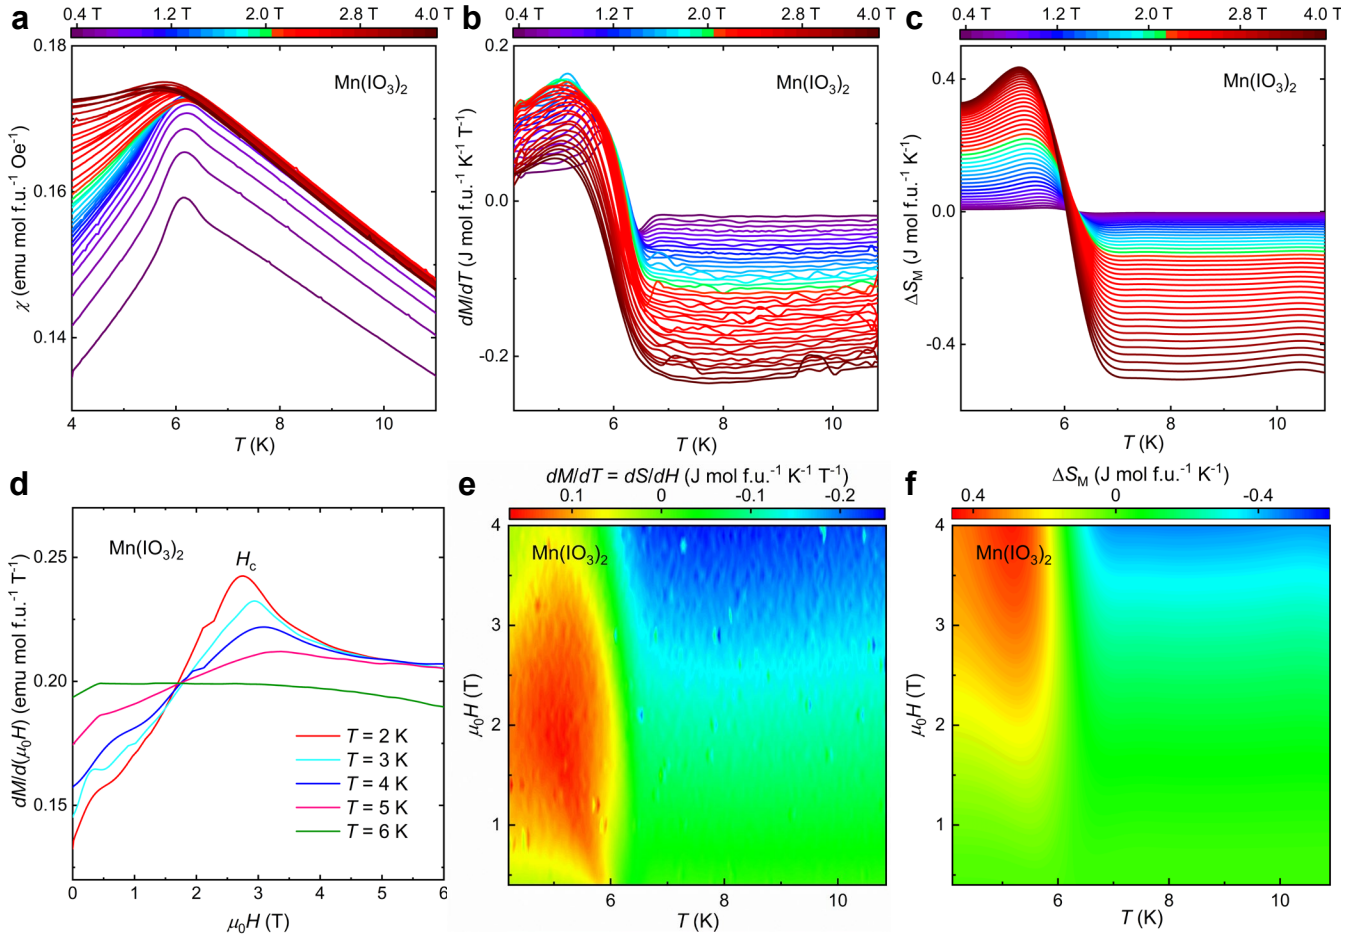 a
0.4 T 1.2 T 2.0 T 2.8 T 4.0 T
0.18
0.16
0.14
χ (emu mol f.u.⁻¹ Oe⁻¹)
Mn(IO₃)₂
4 6 8 10
T (K)
b
0.4 T 1.2 T 2.0 T 2.8 T 4.0 T
0.2
0.0
-0.2
dM/dT (J mol f.u.⁻¹ K⁻¹ T⁻¹)
Mn(IO₃)₂
6 8 10
T (K)
c
0.4 T 1.2 T 2.0 T 2.8 T 4.0 T
0.4
0.0
-0.4
ΔS_M (J mol f.u.⁻¹ K⁻¹)
Mn(IO₃)₂
6 8 10
T (K)
d
0.25
0.20
0.15
dM/d(μ₀H) (emu mol f.u.⁻¹ T⁻¹)
Mn(IO₃)₂
H_c
T = 2 K
T = 3 K
T = 4 K
T = 5 K
T = 6 K
0 1 2 3 4 5 6
μ₀H (T)
e
dM/dT = dS/dH (J mol f.u.⁻¹ K⁻¹ T⁻¹)
0.1 0 -0.1 -0.2
4
3
2
1
μ₀H (T)
Mn(IO₃)₂
6 8 10
T (K)
f
ΔS_M (J mol f.u.⁻¹ K⁻¹)
0.4 0 -0.4
4
3
2
1
μ₀H (T)
Mn(IO₃)₂
6 8 10
T (K)